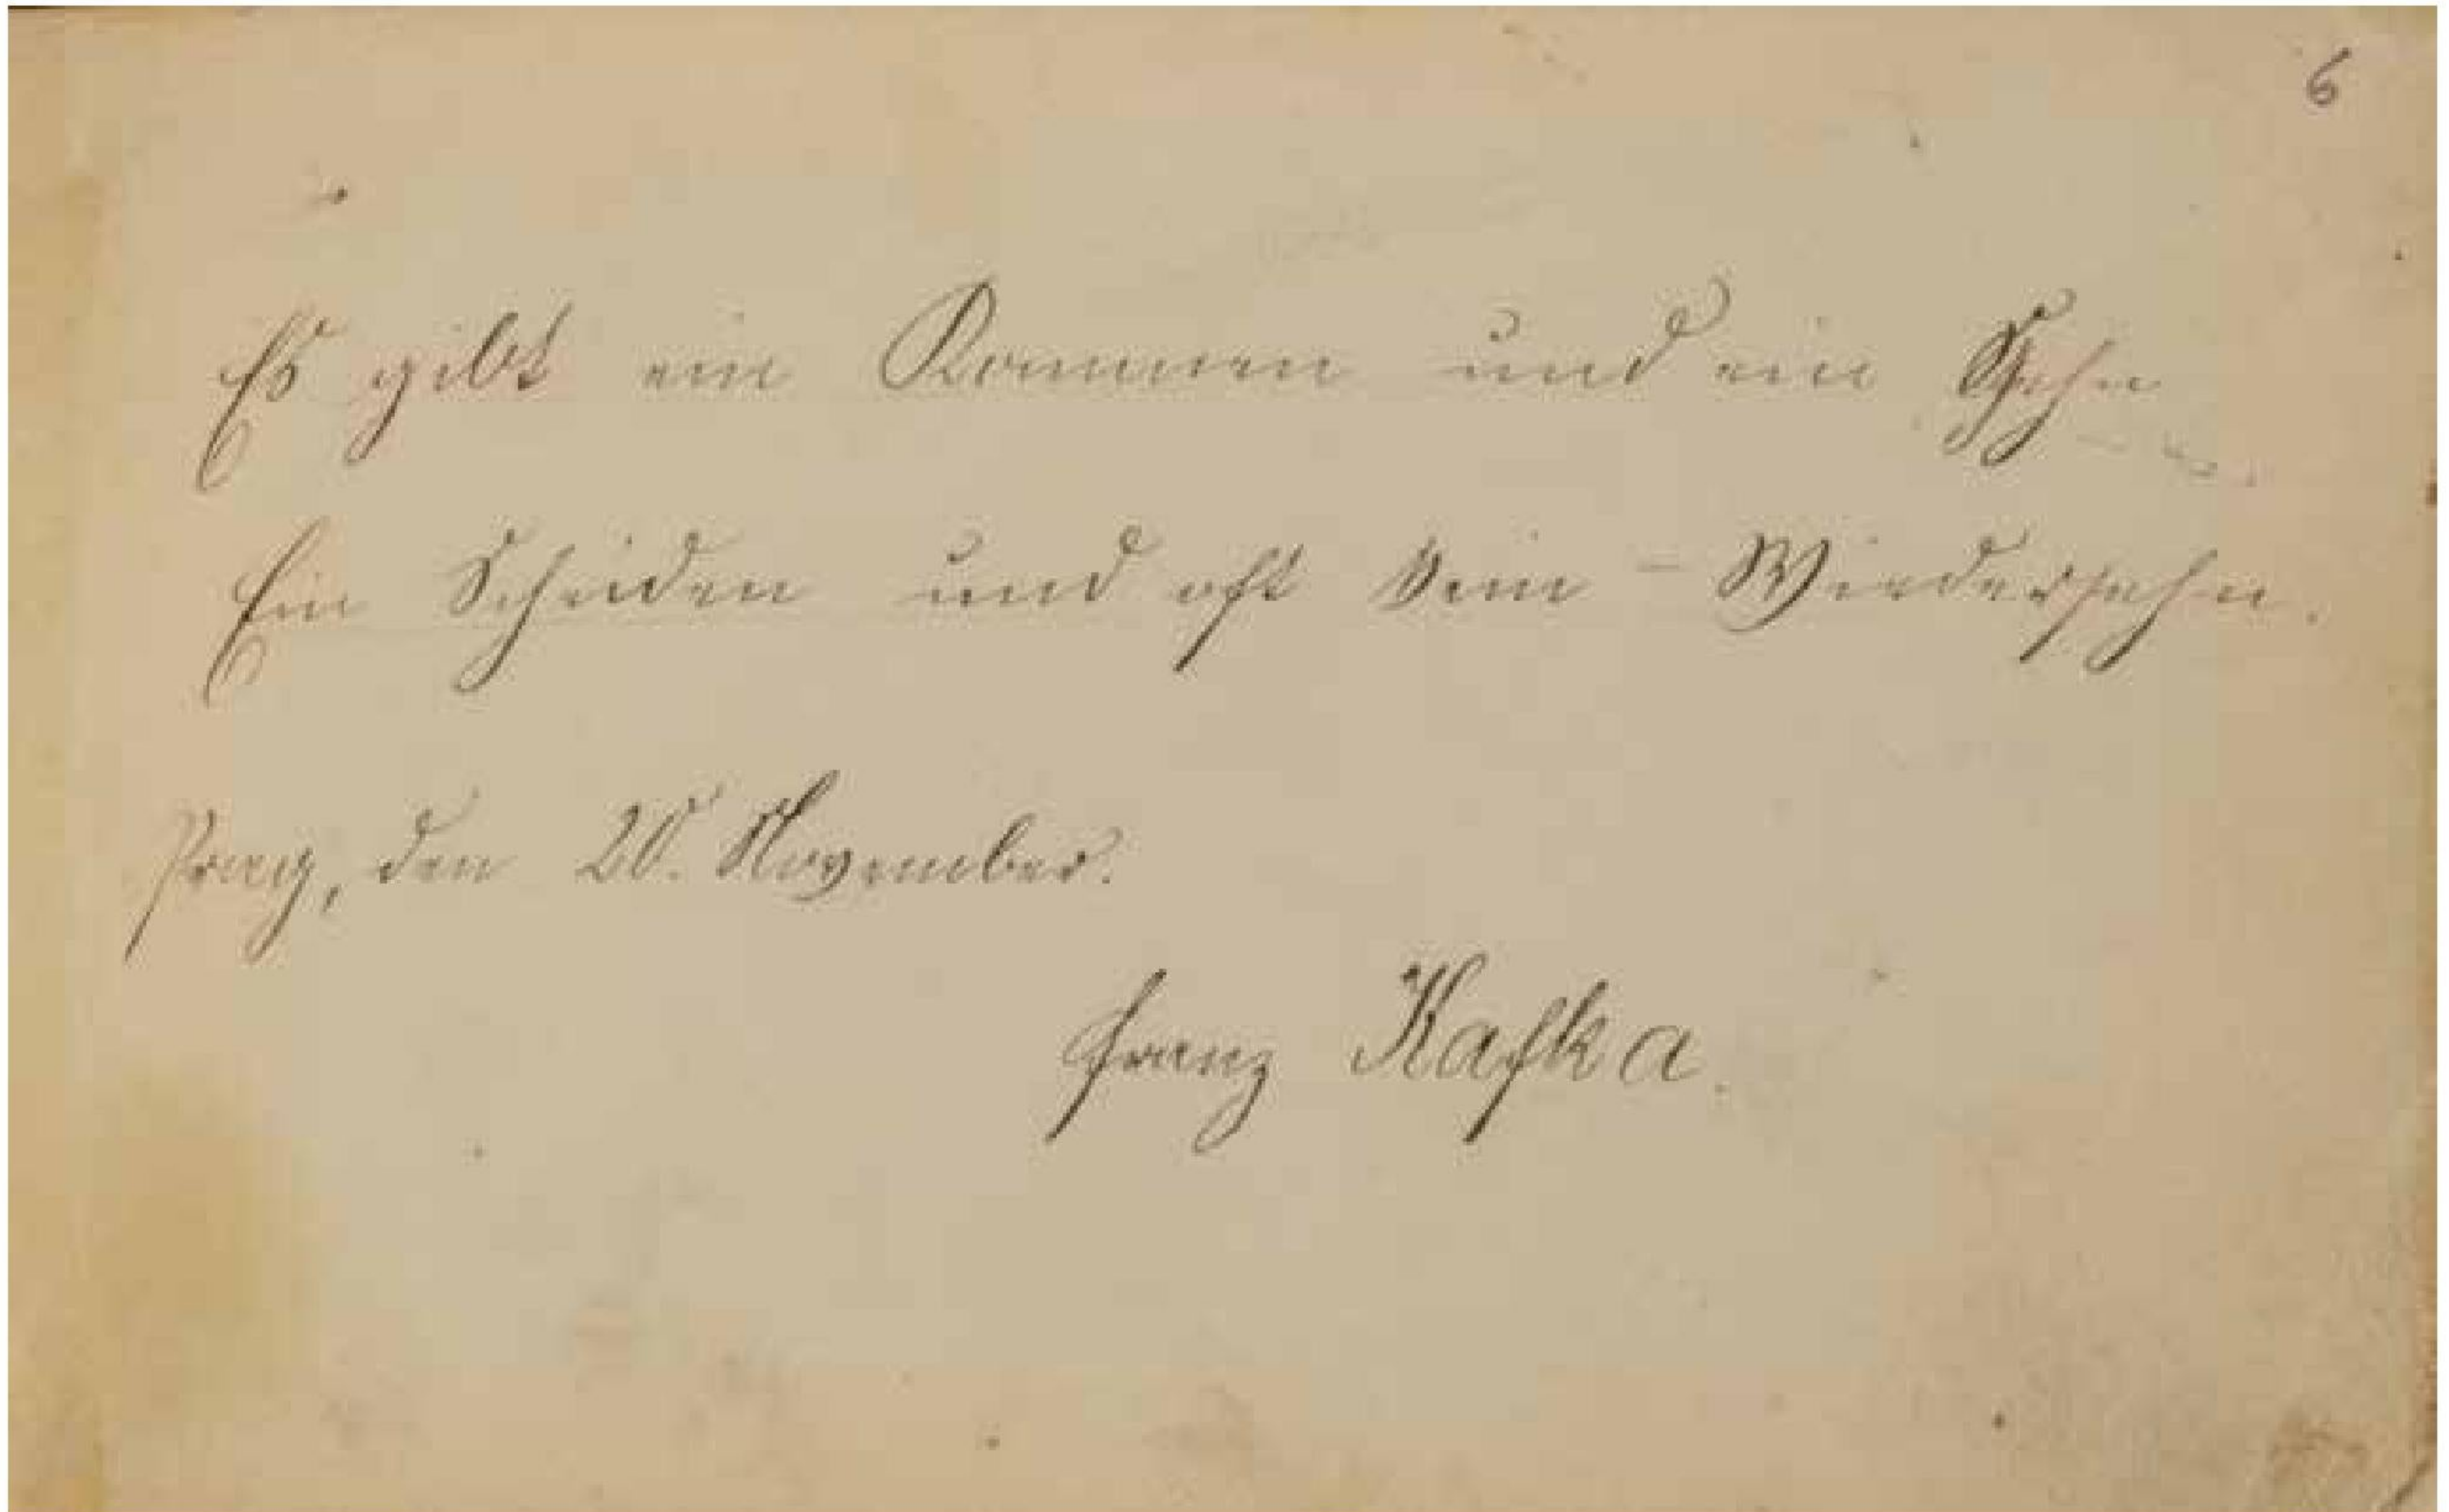 6
Es gibt ein Kommen und ein Gehn
Ein Scheiden und oft kein - Wiedersehn.
Prag, den 20. November.
Franz Kafka.